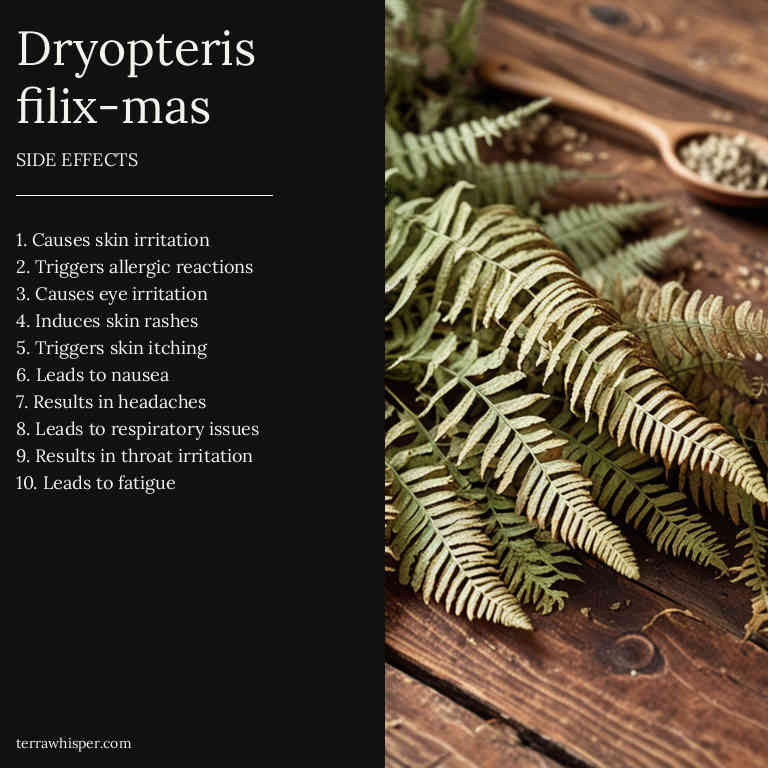 Dryopteris
filix-mas
SIDE EFFECTS
1. Causes skin irritation
2. Triggers allergic reactions
3. Causes eye irritation
4. Induces skin rashes
5. Triggers skin itching
6. Leads to nausea
7. Results in headaches
8. Leads to respiratory issues
9. Results in throat irritation
10. Leads to fatigue
terrawhisper.com